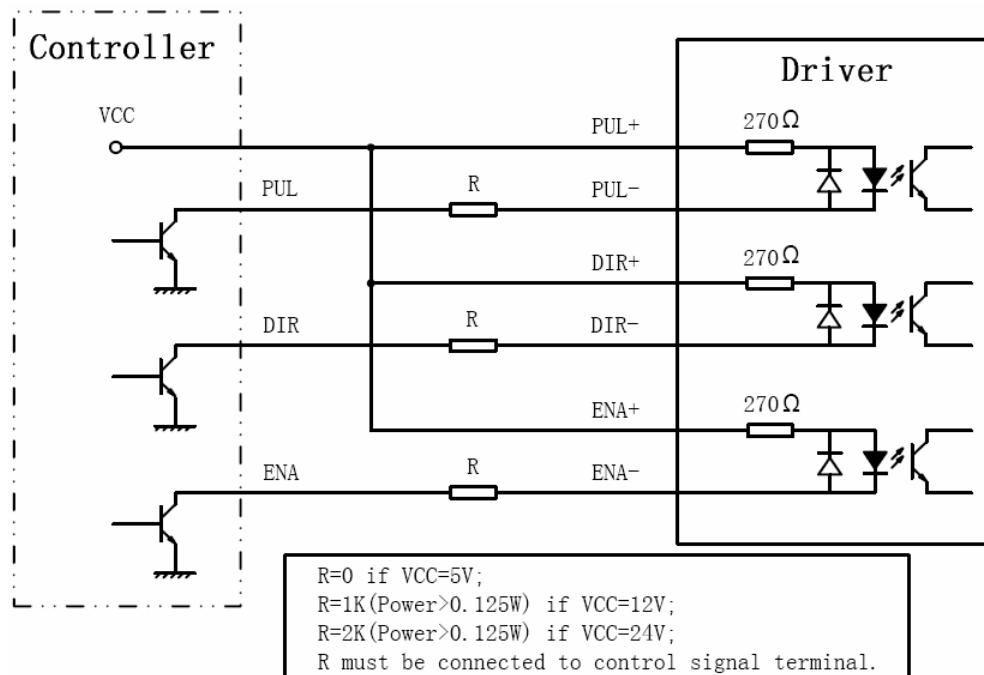 Controller
Driver
VCC
PUL+
270Ω
PUL
R
PUL-
DIR+
270Ω
DIR
R
DIR-
ENA+
270Ω
ENA
R
ENA-
R=0 if VCC=5V;
R=1K(Power>0.125W) if VCC=12V;
R=2K(Power>0.125W) if VCC=24V;
R must be connected to control signal terminal.